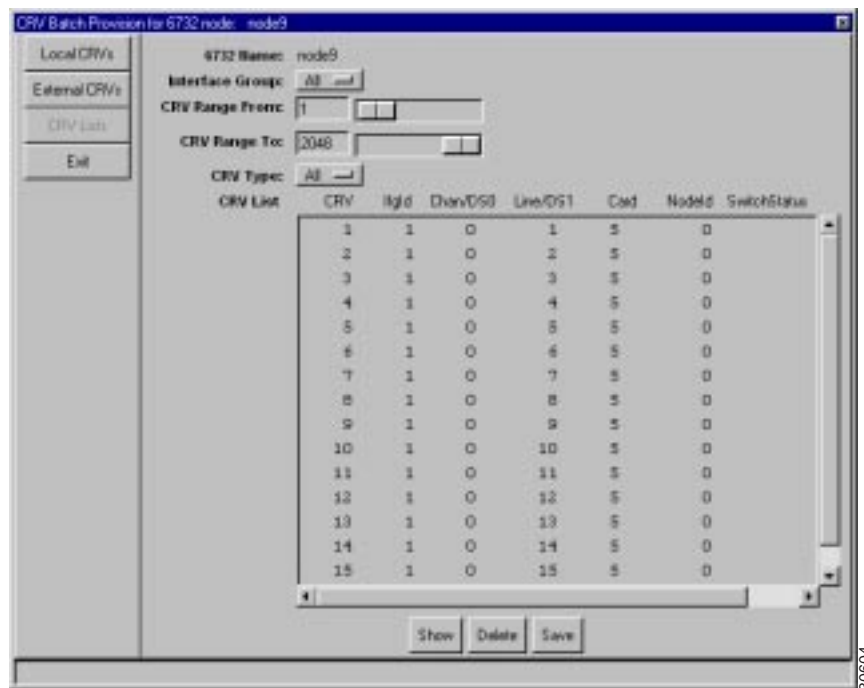 CRV Batch Provision for 6732 node: node9
Local CRVs
External CRVs
CRV Lists
Exit
6732 Name: node9
Interface Group: All
CRV Range From: 1
CRV Range To: 2048
CRV Type: All
CRV List CRV IIgId Chan/DS0 Line/DS1 Card NodeId SwitchStatus
1 1 0 1 5 0
2 1 0 2 5 0
3 1 0 3 5 0
4 1 0 4 5 0
5 1 0 5 5 0
6 1 0 6 5 0
7 1 0 7 5 0
8 1 0 8 5 0
9 1 0 9 5 0
10 1 0 10 5 0
11 1 0 11 5 0
12 1 0 12 5 0
13 1 0 13 5 0
14 1 0 14 5 0
15 1 0 15 5 0
Show Delete Save